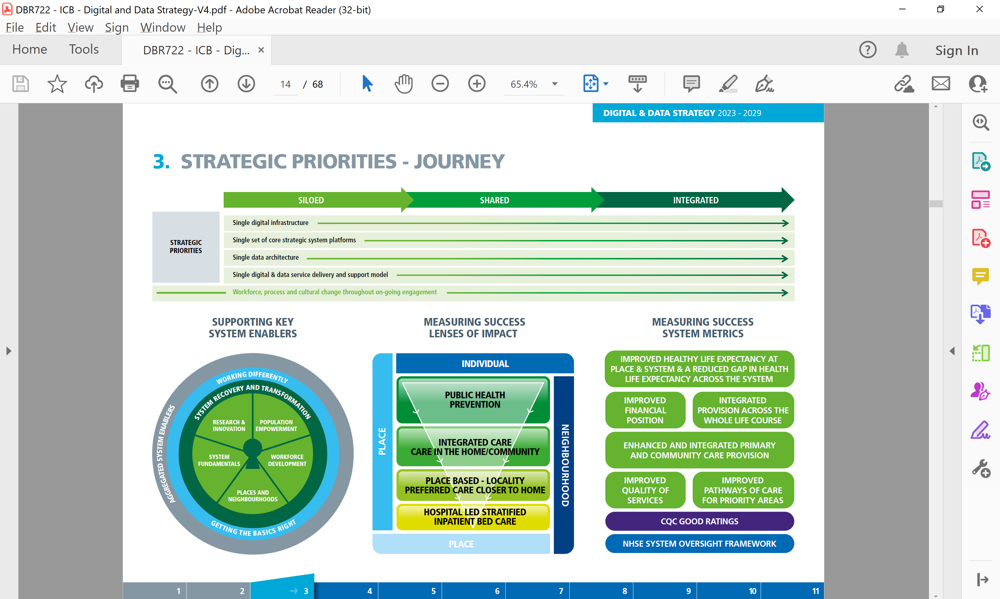 DBR722 - ICB - Digital and Data Strategy-V4.pdf - Adobe Acrobat Reader (32-bit)
File Edit View Sign Window Help
Home Tools DBR722 - ICB - Dig... Sign In
14 / 68 65.4%
DIGITAL & DATA STRATEGY 2023 - 2029
3. STRATEGIC PRIORITIES - JOURNEY
SILOED SHARED INTEGRATED
STRATEGIC
PRIORITIES
Single digital infrastructure
Single set of core strategic system platforms
Single data architecture
Single digital & data service delivery and support model
Workforce, process and cultural change throughout on-going engagement
SUPPORTING KEY
SYSTEM ENABLERS
AGGREGATED SYSTEM ENABLERS
WORKING DIFFERENTLY
SYSTEM RECOVERY AND TRANSFORMATION
RESEARCH &
INNOVATION
POPULATION
EMPOWERMENT
SYSTEM
FUNDAMENTALS
WORKFORCE
DEVELOPMENT
PLACES AND
NEIGHBOURHOODS
GETTING THE BASICS RIGHT
MEASURING SUCCESS
LENSES OF IMPACT
INDIVIDUAL
PLACE
PUBLIC HEALTH
PREVENTION
INTEGRATED CARE
CARE IN THE HOME/COMMUNITY
PLACE BASED - LOCALITY
PREFERRED CARE CLOSER TO HOME
HOSPITAL LED STRATIFIED
INPATIENT BED CARE
NEIGHBOURHOOD
PLACE
MEASURING SUCCESS
SYSTEM METRICS
IMPROVED HEALTHY LIFE EXPECTANCY AT
PLACE & SYSTEM & A REDUCED GAP IN HEALTH
LIFE EXPECTANCY ACROSS THE SYSTEM
IMPROVED
FINANCIAL
POSITION
INTEGRATED
PROVISION ACROSS THE
WHOLE LIFE COURSE
ENHANCED AND INTEGRATED PRIMARY
AND COMMUNITY CARE PROVISION
IMPROVED
QUALITY OF
SERVICES
IMPROVED
PATHWAYS OF CARE
FOR PRIORITY AREAS
CQC GOOD RATINGS
NHSE SYSTEM OVERSIGHT FRAMEWORK
1 2 3 4 5 6 7 8 9 10 11